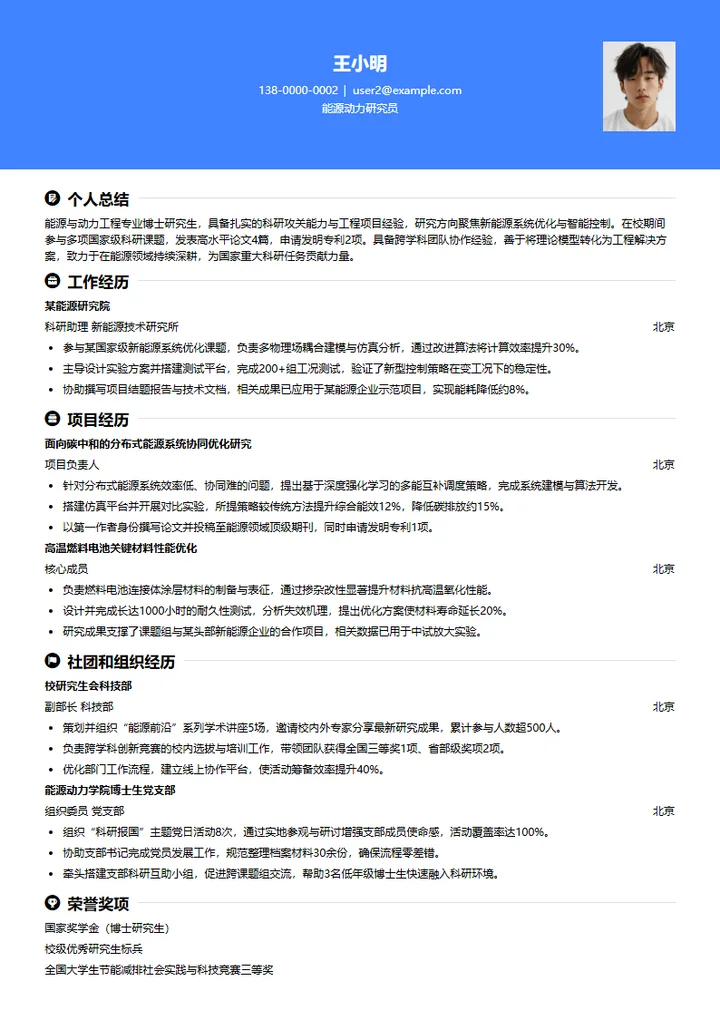 王小明
138-0000-0002 | user2@example.com
能源动力研究员
个人总结
能源与动力工程专业博士研究生，具备扎实的科研攻关能力与工程项目经验，研究方向聚焦新能源系统优化与智能控制。在校期间
参与多项国家级科研课题，发表高水平论文4篇，申请发明专利2项。具备跨学科团队协作经验，善于将理论模型转化为工程解决方
案，致力于在能源领域持续深耕，为国家重大科研任务贡献力量。
工作经历
某能源研究院
科研助理 新能源技术研究所 北京
• 参与某国家级新能源系统优化课题，负责多物理场耦合建模与仿真分析，通过改进算法将计算效率提升30%。
• 主导设计实验方案并搭建测试平台，完成200+组工况测试，验证了新型控制策略在变工况下的稳定性。
• 协助撰写项目结题报告与技术文档，相关成果已应用于某能源企业示范项目，实现能耗降低约8%。
项目经历
面向碳中和的分布式能源系统协同优化研究
项目负责人 北京
• 针对分布式能源系统效率低、协同难的问题，提出基于深度强化学习的多能互补调度策略，完成系统建模与算法开发。
• 搭建仿真平台并开展对比实验，所提策略较传统方法提升综合能效12%，降低碳排放约15%。
• 以第一作者身份撰写论文并投稿至能源领域顶级期刊，同时申请发明专利1项。
高温燃料电池关键材料性能优化
核心成员 北京
• 负责燃料电池连接体涂层材料的制备与表征，通过掺杂改性显著提升材料抗高温氧化性能。
• 设计并完成长达1000小时的耐久性测试，分析失效机理，提出优化方案使材料寿命延长20%。
• 研究成果支撑了课题组与某头部新能源企业的合作项目，相关数据已用于中试放大实验。
社团和组织经历
校研究生会科技部
副部长 科技部 北京
• 策划并组织“能源前沿”系列学术讲座5场，邀请校内外专家分享最新研究成果，累计参与人数超500人。
• 负责跨学科创新竞赛的校内选拔与培训工作，带领团队获得全国三等奖1项、省部级奖项2项。
• 优化部门工作流程，建立线上协作平台，使活动筹备效率提升40%。
能源动力学院博士生党支部
组织委员 党支部 北京
• 组织“科研报国”主题党日活动8次，通过实地参观与研讨增强支部成员使命感，活动覆盖率达100%。
• 协助支部书记完成党员发展工作，规范整理档案材料30余份，确保流程零差错。
• 牵头搭建支部科研互助小组，促进跨课题组交流，帮助3名低年级博士生快速融入科研环境。
荣誉奖项
国家奖学金（博士研究生）
校级优秀研究生标兵
全国大学生节能减排社会实践与科技竞赛三等奖